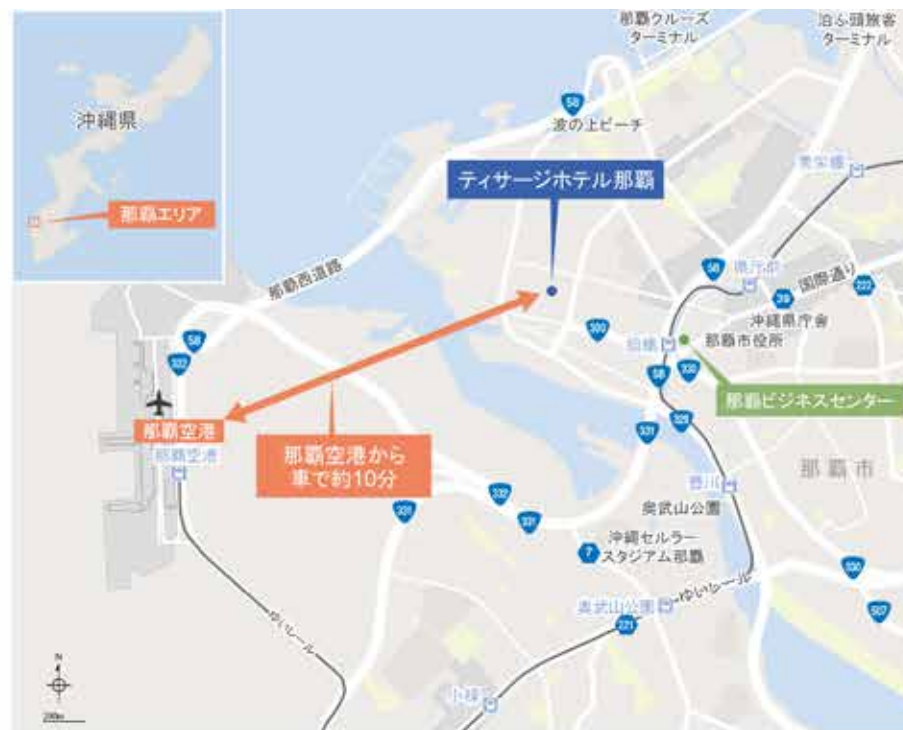 那覇クルーズ
ターミナル
泊ふ頭旅客
ターミナル
沖縄県
58
波の上ビーチ
ティサージホテル那覇
那覇エリア
那覇西道路
58
県庁前
国際通り
222
39
沖縄県庁舎
那覇市役所
332
58
300
旭橋
58
330
那覇ビジネスセンター
329
331
那覇空港
那覇空港
那覇空港から
車で約10分
那覇市
壺川
奥武山公園
332
331
331
7
沖縄セルラー
スタジアム那覇
330
507
奥武山公園
ゆいレール
221
ゆいレール
小禄
N
200m